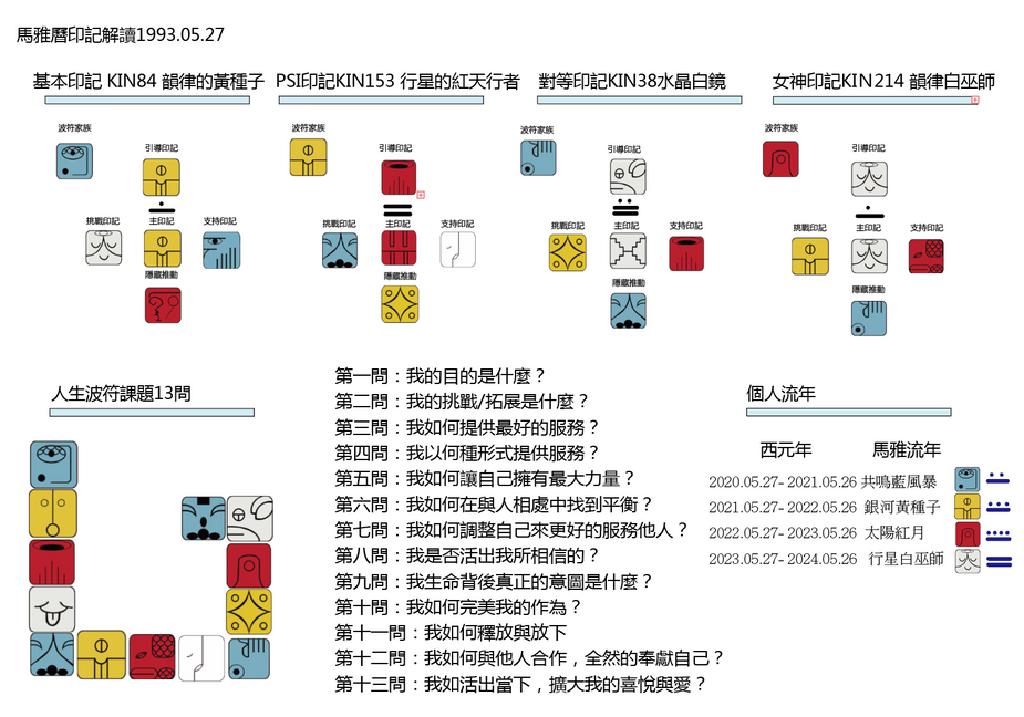 馬雅曆印記解讀1993.05.27
基本印記 KIN84 韻律的黃種子
PSI印記KIN153 行星的紅天行者
對等印記KIN38水晶白鏡
女神印記KIN214 韻律白巫師
波符家族
引導印記
挑戰印記
主印記
支持印記
隱藏推動
波符家族
引導印記
挑戰印記
主印記
支持印記
隱藏推動
波符家族
引導印記
挑戰印記
主印記
支持印記
隱藏推動
波符家族
引導印記
挑戰印記
主印記
支持印記
隱藏推動
人生波符課題13問
第一問：我的目的是什麼？
第二問：我的挑戰/拓展是什麼？
第三問：我如何提供最好的服務？
第四問：我以何種形式提供服務？
第五問：我如何讓自己擁有最大力量？
第六問：我如何在與人相處中找到平衡？
第七問：我如何調整自己來更好的服務他人？
第八問：我是否活出我所相信的？
第九問：我生命背後真正的意圖是什麼？
第十問：我如何完美我的作為？
第十一問：我如何釋放與放下
第十二問：我如何與他人合作，全然的奉獻自己？
第十三問：我如活出當下，擴大我的喜悅與愛？
個人流年
西元年 馬雅流年
2020.05.27-2021.05.26 共鳴藍風暴
2021.05.27-2022.05.26 銀河黃種子
2022.05.27-2023.05.26 太陽紅月
2023.05.27-2024.05.26 行星白巫師